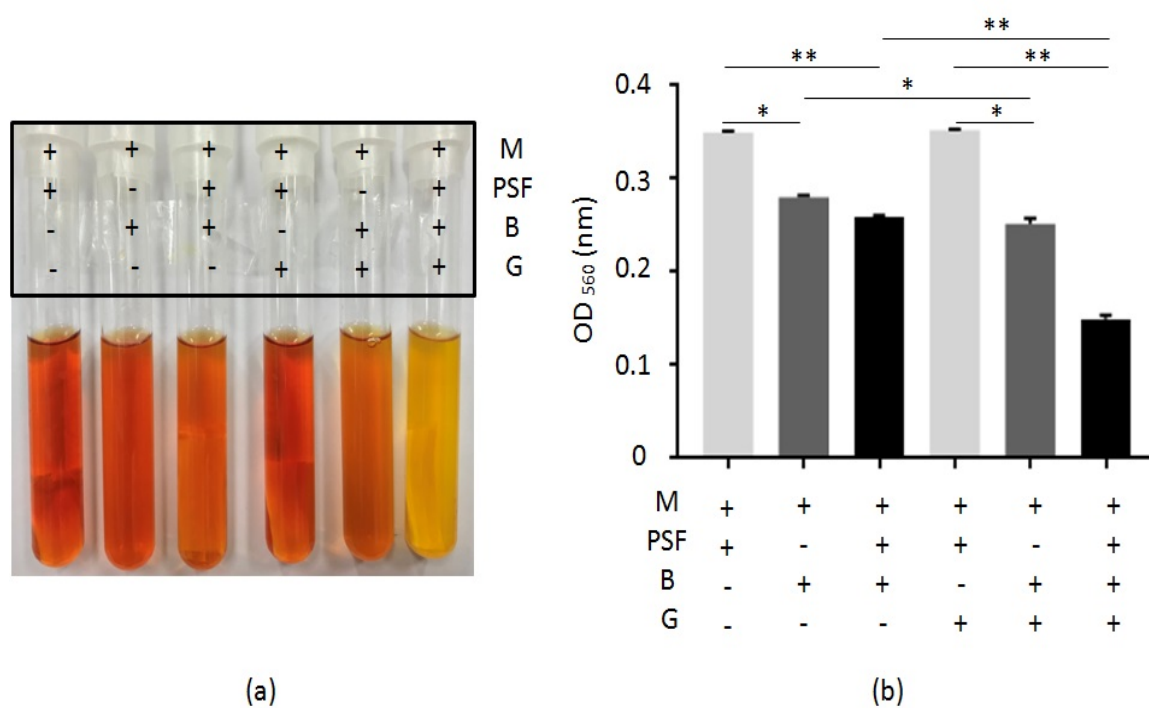 + + + + + + M
+ - + + - + PSF
- + + - + + B
- - - + + + G
(a)
**
** **
*
* *
0.4
0.3
0.2
0.1
0
OD 560 (nm)
M + + + + + +
PSF + - + + - +
B - + + - + +
G - - - + + +
(b)